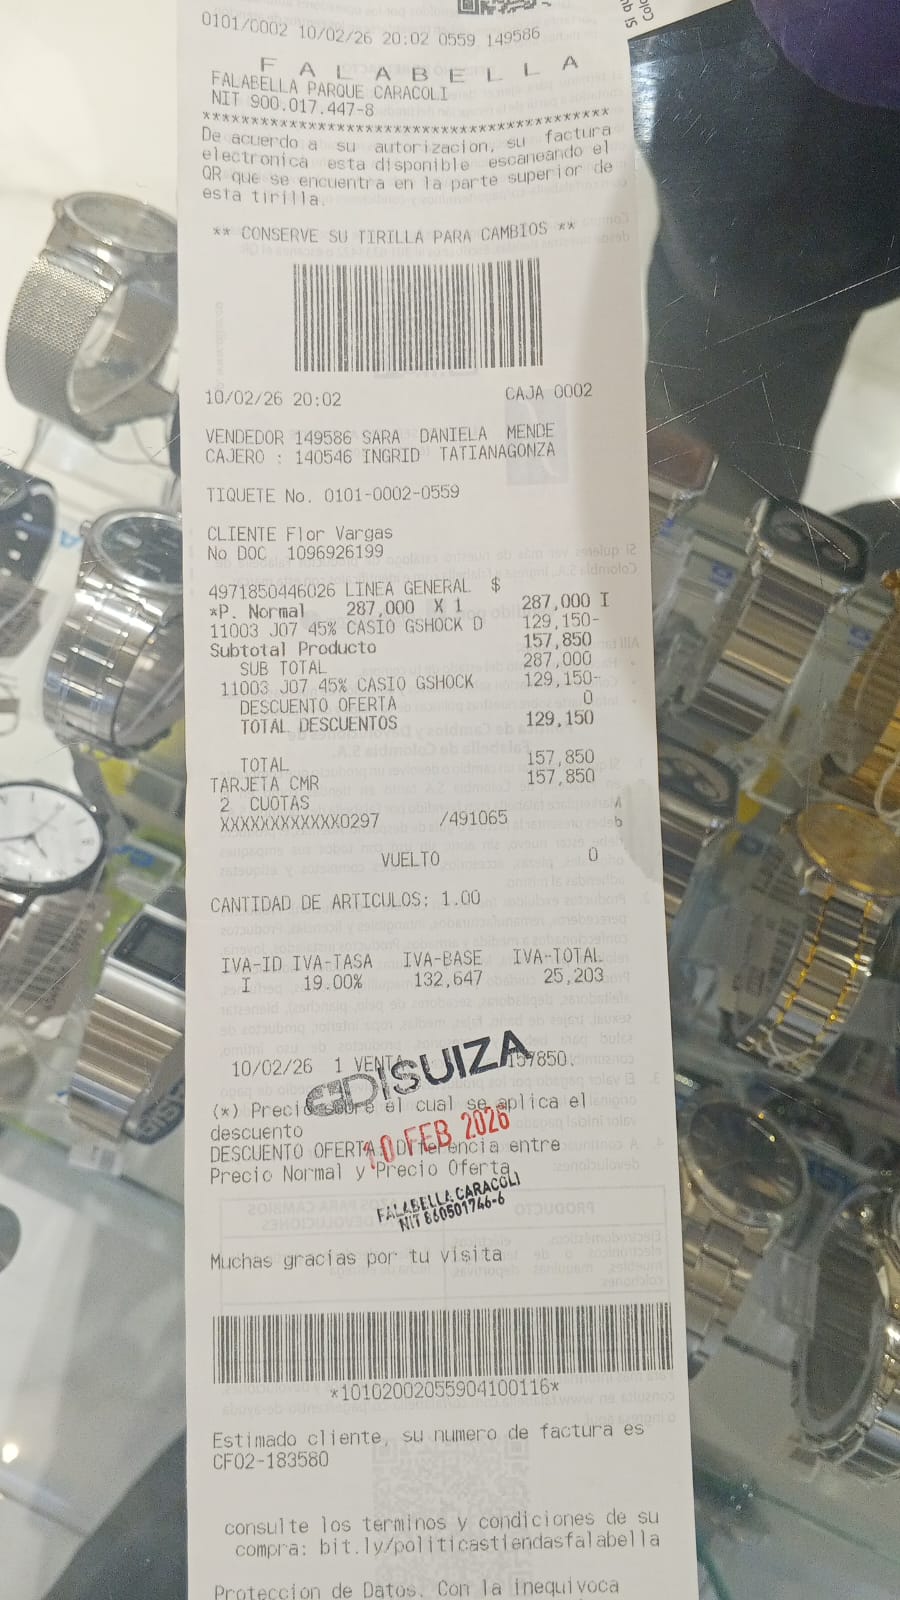 0101/0002 10/02/26 20:02 0559 149586
F A L A B E L L A
FALABELLA PARQUE CARACOLI
NIT 900.017.447-8
******************************************
De acuerdo a su autorizacion, su factura
electronica esta disponible escaneando el
QR que se encuentra en la parte superior de
esta tirilla.
** CONSERVE SU TIRILLA PARA CAMBIOS **
10/02/26 20:02 CAJA 0002
VENDEDOR 149586 SARA DANIELA MENDE
CAJERO : 140546 INGRID TATIANAGONZA
TIQUETE No. 0101-0002-0559
CLIENTE Flor Vargas
No DOC 1096926199
4971850446026 LINEA GENERAL $
*P. Normal 287,000 X 1 287,000 I
11003 J07 45% CASIO GSHOCK D 129,150-
Subtotal Producto 157,850
SUB TOTAL 287,000
11003 J07 45% CASIO GSHOCK 129,150-
DESCUENTO OFERTA 0
TOTAL DESCUENTOS 129,150
TOTAL 157,850
TARJETA CMR 157,850
2 CUOTAS
XXXXXXXXXXXX0297 /491065
VUELTO 0
CANTIDAD DE ARTICULOS: 1.00
IVA-ID IVA-TASA IVA-BASE IVA-TOTAL
I 19.00% 132,647 25,203
10/02/26 1 VENTA 157850.
DISUIZA
(*) Precio sobre el cual se aplica el
descuento
10 FEB 2026
DESCUENTO OFERTA: Diferencia entre
Precio Normal y Precio Oferta
FALABELLA CARACOLI
NIT 860501746-6
Muchas gracias por tu visita
*10102002055904100116*
Estimado cliente, su numero de factura es
CF02-183580
consulte los terminos y condiciones de su
compra: bit.ly/politicastiendasfalabella
Proteccion de Datos. Con la inequivoca